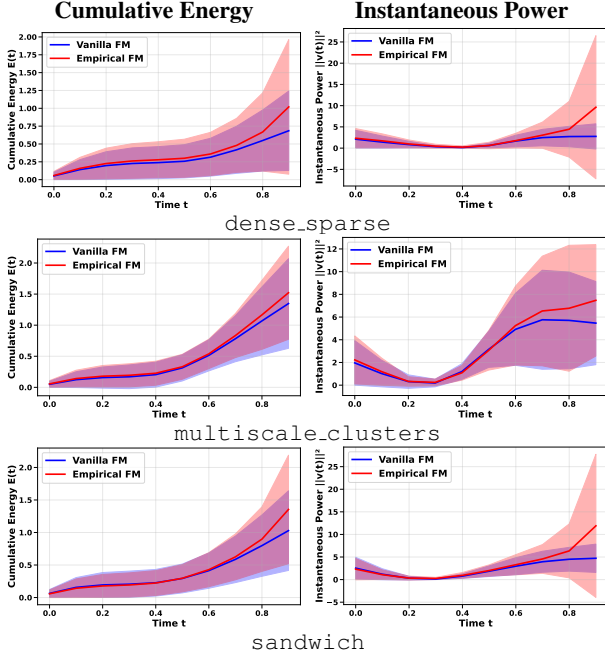 Cumulative Energy
Instantaneous Power
Cumulative Energy E(t)
2.00
1.75
1.50
1.25
1.00
0.75
0.50
0.25
0.00
Vanilla FM
Empirical FM
0.0 0.2 0.4 0.6 0.8
Time t
Instantaneous Power ||v(t)||²
25
20
15
10
5
0
−5
Vanilla FM
Empirical FM
0.0 0.2 0.4 0.6 0.8
Time t
dense_sparse
Cumulative Energy E(t)
2.0
1.5
1.0
0.5
0.0
Vanilla FM
Empirical FM
0.0 0.2 0.4 0.6 0.8
Time t
Instantaneous Power ||v(t)||²
12
10
8
6
4
2
0
Vanilla FM
Empirical FM
0.0 0.2 0.4 0.6 0.8
Time t
multiscale_clusters
Cumulative Energy E(t)
2.0
1.5
1.0
0.5
0.0
Vanilla FM
Empirical FM
0.0 0.2 0.4 0.6 0.8
Time t
Instantaneous Power ||v(t)||²
25
20
15
10
5
0
−5
Vanilla FM
Empirical FM
0.0 0.2 0.4 0.6 0.8
Time t
sandwich